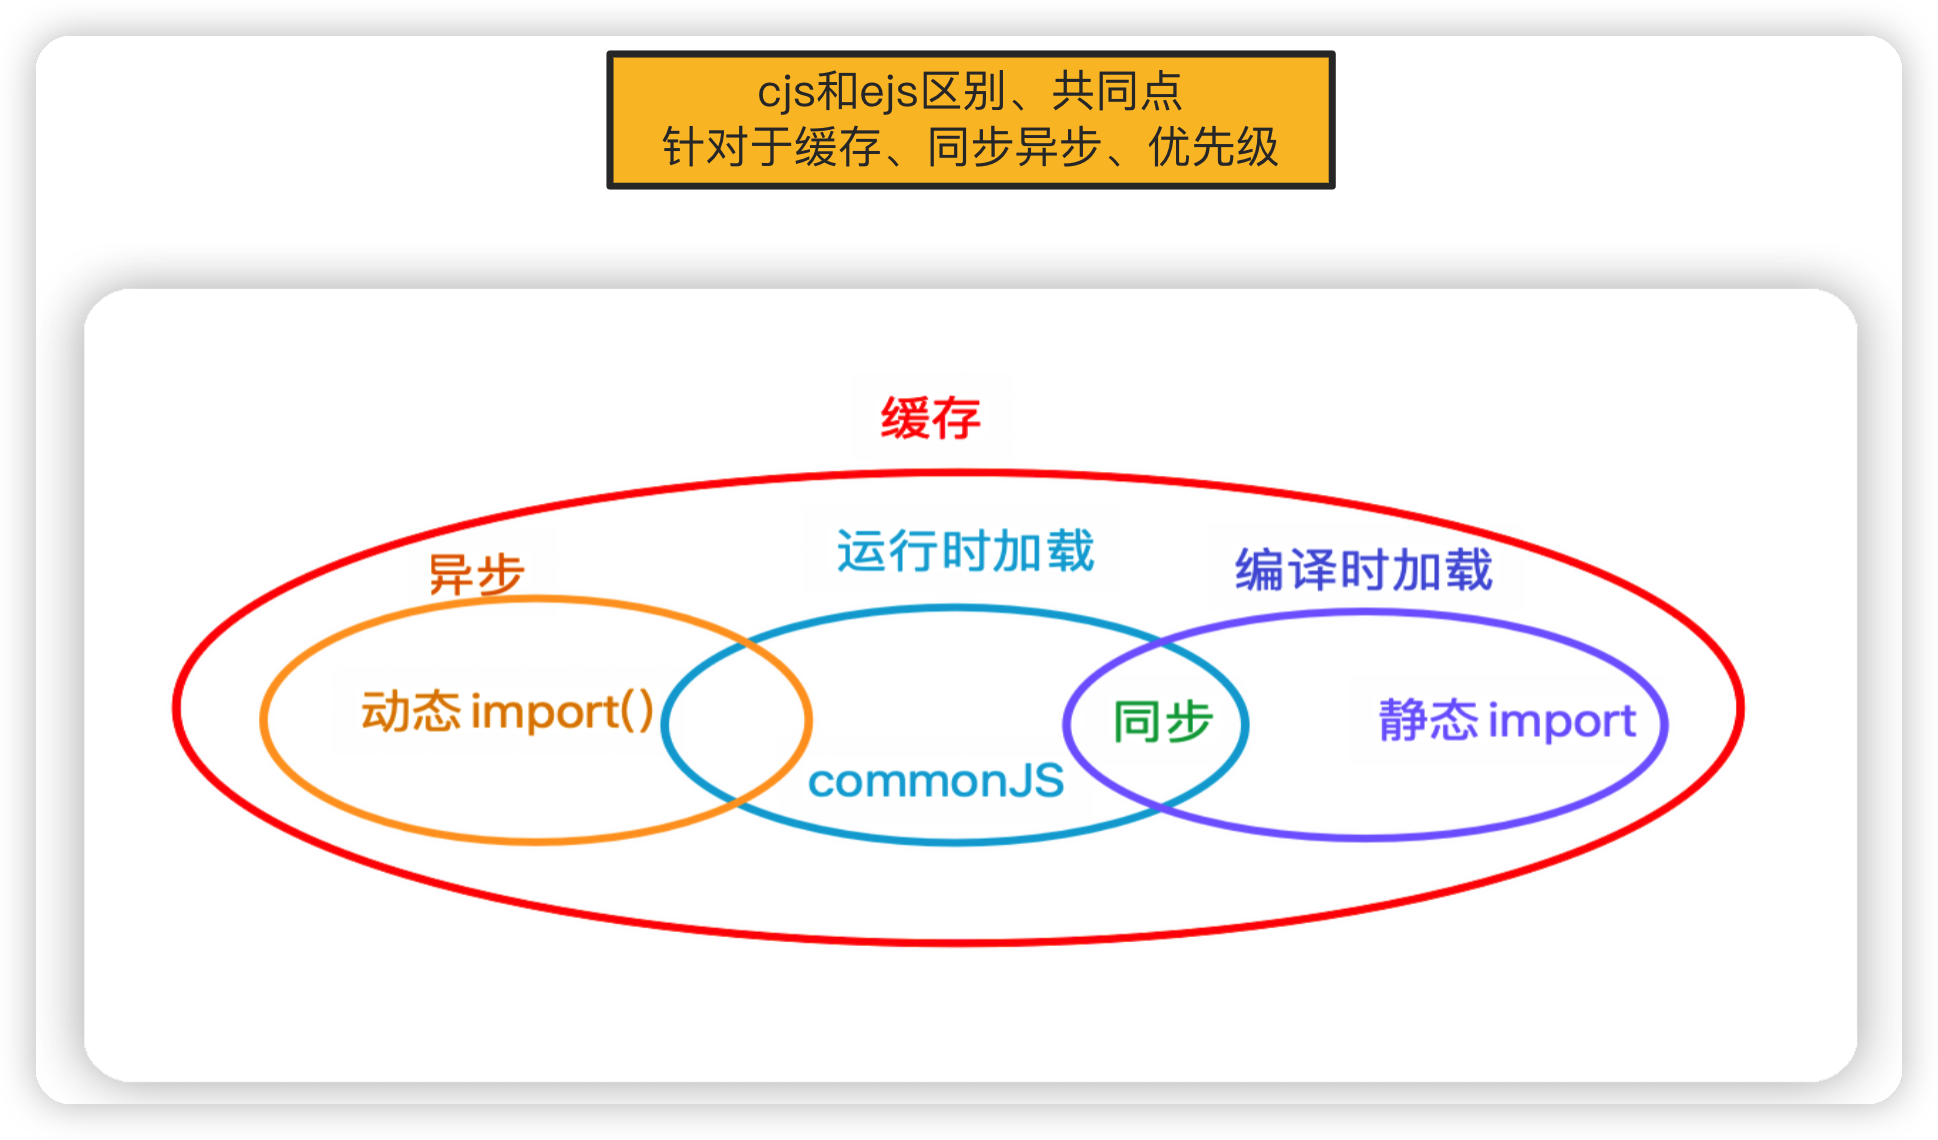 cjs和ejs区别、共同点
针对于缓存、同步异步、优先级
缓存
异步
运行时加载
编译时加载
动态 import()
commonJS
同步
静态 import